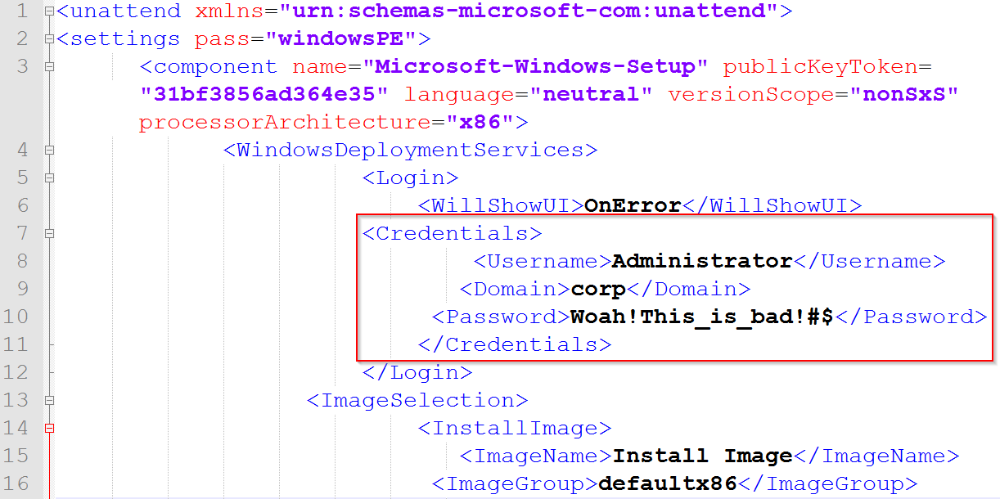 1 <unattend xmlns="urn:schemas-microsoft-com:unattend">
2 <settings pass="windowsPE">
3 <component name="Microsoft-Windows-Setup" publicKeyToken=
"31bf3856ad364e35" language="neutral" versionScope="nonSxS"
processorArchitecture="x86">
4 <WindowsDeploymentServices>
5 <Login>
6 <WillShowUI>OnError</WillShowUI>
7 <Credentials>
8 <Username>Administrator</Username>
9 <Domain>corp</Domain>
10 <Password>Woah!This_is_bad!#$</Password>
11 </Credentials>
12 </Login>
13 <ImageSelection>
14 <InstallImage>
15 <ImageName>Install Image</ImageName>
16 <ImageGroup>defaultx86</ImageGroup>